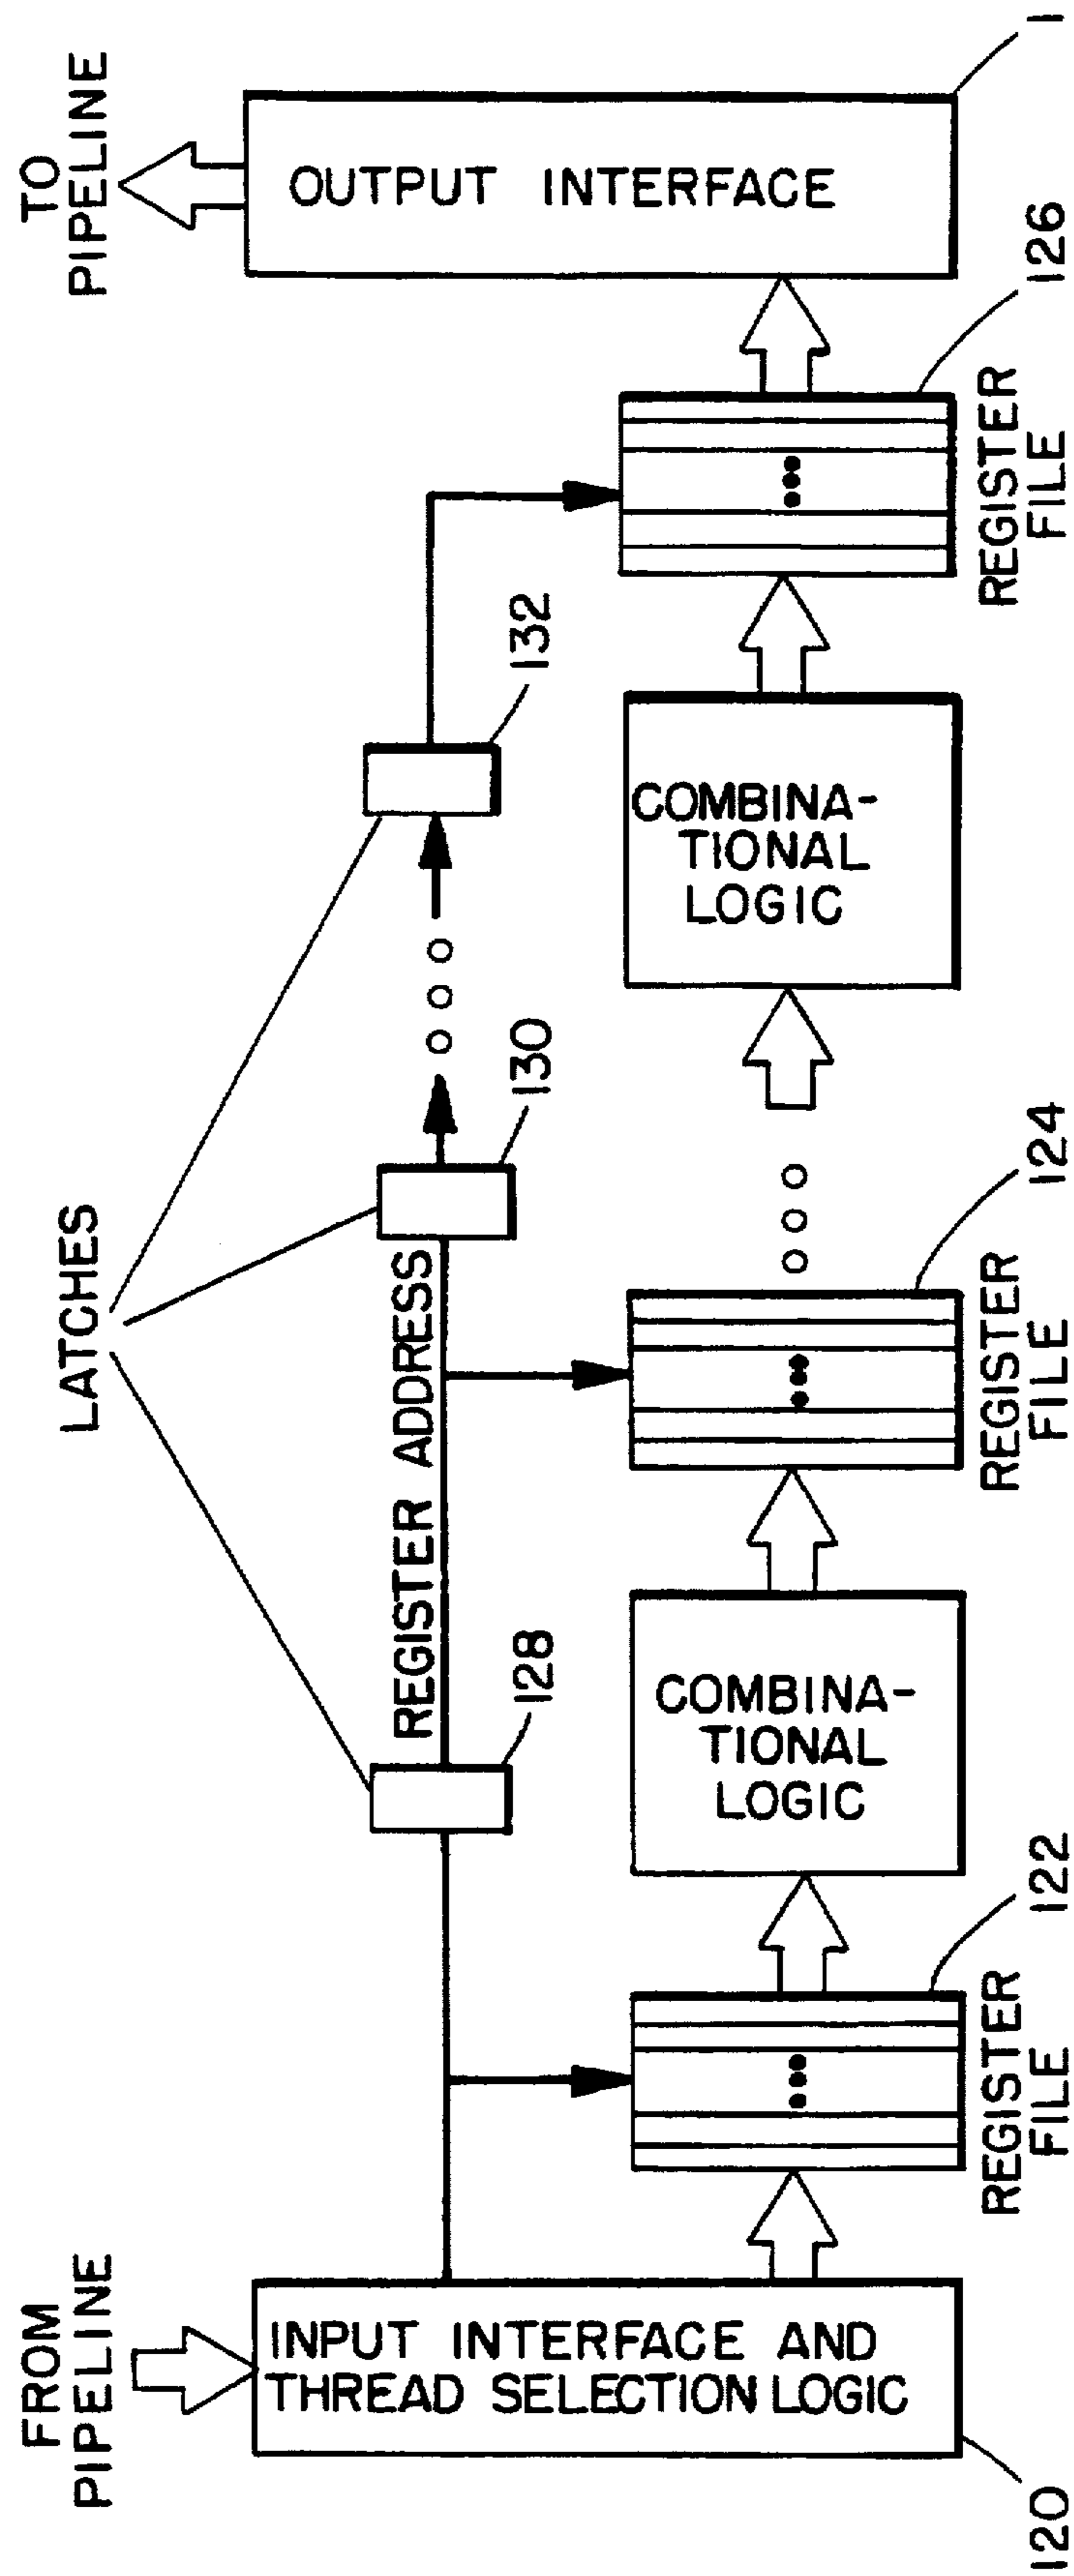 FROM
PIPELINE
INPUT INTERFACE AND
THREAD SELECTION LOGIC
120
LATCHES
REGISTER ADDRESS
128
130
132
REGISTER
FILE
122
COMBINA-
TIONAL
LOGIC
REGISTER
FILE
124
COMBINA-
TIONAL
LOGIC
REGISTER
FILE
126
TO
PIPELINE
OUTPUT INTERFACE
1